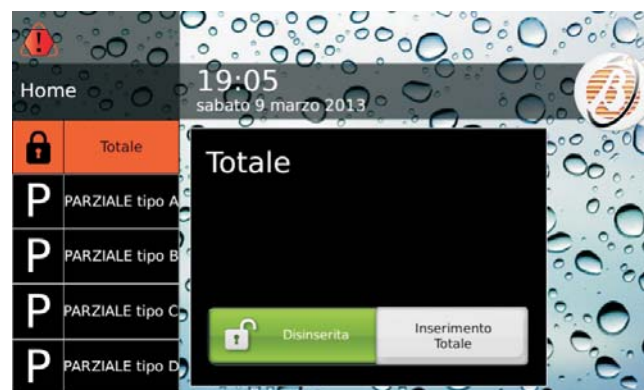 Home
19:05
sabato 9 marzo 2013
Totale
P PARZIALE tipo A
P PARZIALE tipo B
P PARZIALE tipo C
P PARZIALE tipo D
Totale
Disinserita
Inserimento
Totale